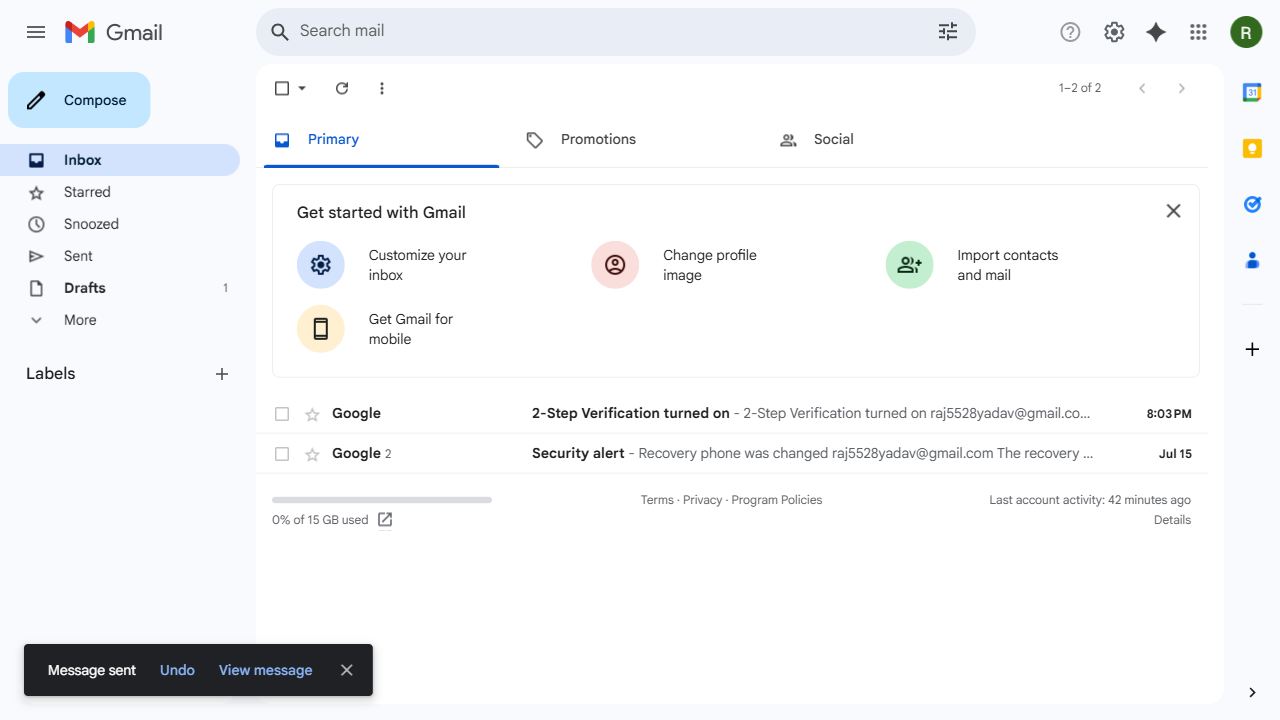 Gmail
Search mail
R
Compose
Inbox
Starred
Snoozed
Sent
Drafts 1
More
Labels
1–2 of 2
Primary
Promotions
Social
Get started with Gmail
Customize your
inbox
Change profile
image
Import contacts
and mail
Get Gmail for
mobile
Google 2-Step Verification turned on - 2-Step Verification turned on raj5528yadav@gmail.co... 8:03 PM
Google 2 Security alert - Recovery phone was changed raj5528yadav@gmail.com The recovery ... Jul 15
0% of 15 GB used
Terms · Privacy · Program Policies
Last account activity: 42 minutes ago
Details
Message sent Undo View message
31